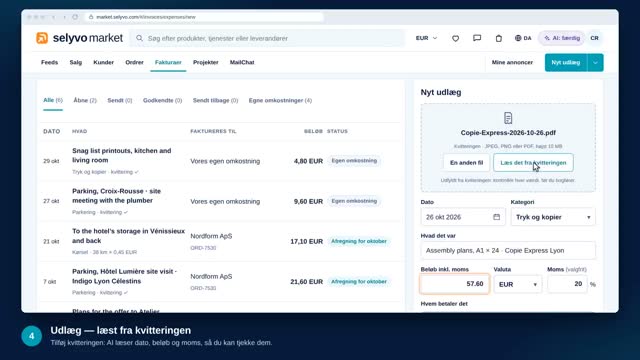 market.selyvo.com/#/invoices/expenses/new
selyvo market
Søg efter produkter, tjenester eller leverandører
EUR
DA
AI: færdig
CR
Feeds Salg Kunder Ordrer Fakturaer Projekter MailChat
Mine annoncer
Nyt udlæg
Alle (6) Åbne (2) Sendt (0) Godkendte (0) Sendt tilbage (0) Egne omkostninger (4)
DATO HVAD FAKTURERES TIL BELØB STATUS
29 okt
Snag list printouts, kitchen and
living room
Tryk og kopier · kvittering ✓
Vores egen omkostning
4,80 EUR
Egen omkostning
27 okt
Parking, Croix-Rousse · site
meeting with the plumber
Parkering · kvittering ✓
Vores egen omkostning
9,60 EUR
Egen omkostning
21 okt
To the hotel's storage in Vénissieux
and back
Kørsel · 38 km × 0,45 EUR
Nordform ApS
ORD-7530
17,10 EUR
Afregning for oktober
7 okt
Parking, Hôtel Lumière site visit ·
Indigo Lyon Célestins
Parkering · kvittering ✓
Nordform ApS
ORD-7530
21,60 EUR
Afregning for oktober
Plans for the offer to Atelier
Nyt udlæg
Copie-Express-2026-10-26.pdf
Kvitteringen · JPEG, PNG eller PDF, højst 10 MB
En anden fil
Læs det fra kvitteringen
Dato
Kategori
26 okt 2026
Tryk og kopier
Hvad det var
Assembly plans, A1 × 24 · Copie Express Lyon
Beløb inkl. moms
Valuta
Moms (valgfrit)
57.60
EUR
20 %
Hvem betaler det
4
Udlæg — læst fra kvitteringen
Tilføj kvitteringen: AI læser dato, beløb og moms, så du kan tjekke dem.